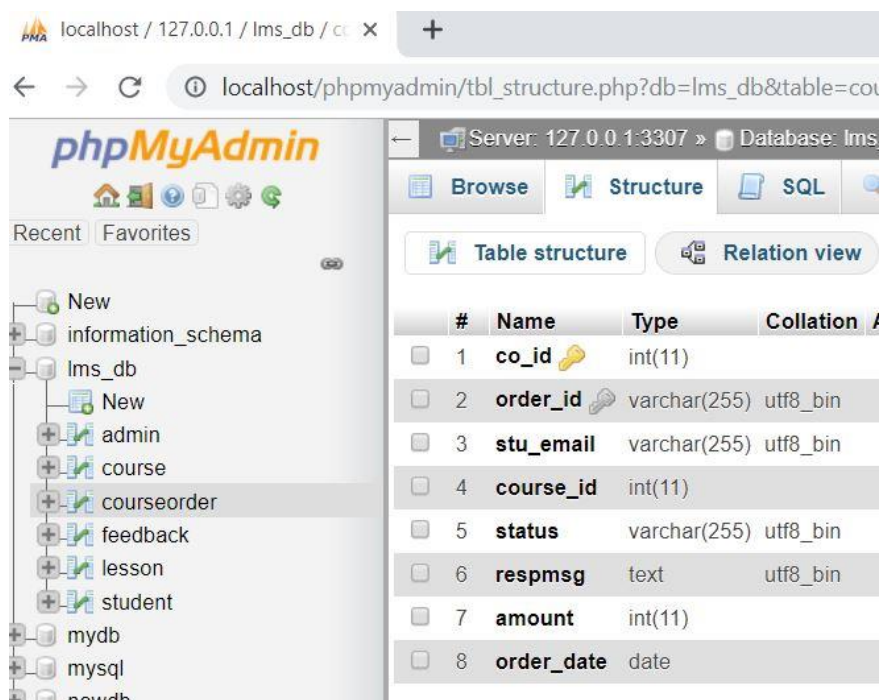 localhost / 127.0.0.1 / lms_db / co
localhost/phpmyadmin/tbl_structure.php?db=lms_db&table=cou
phpMyAdmin
Recent Favorites
New
information_schema
lms_db
New
admin
course
courseorder
feedback
lesson
student
mydb
mysql
newdb
Server: 127.0.0.1:3307 » Database: lms_
Browse Structure SQL
Table structure Relation view
# Name Type Collation A
1 co_id int(11)
2 order_id varchar(255) utf8_bin
3 stu_email varchar(255) utf8_bin
4 course_id int(11)
5 status varchar(255) utf8_bin
6 respmsg text utf8_bin
7 amount int(11)
8 order_date date